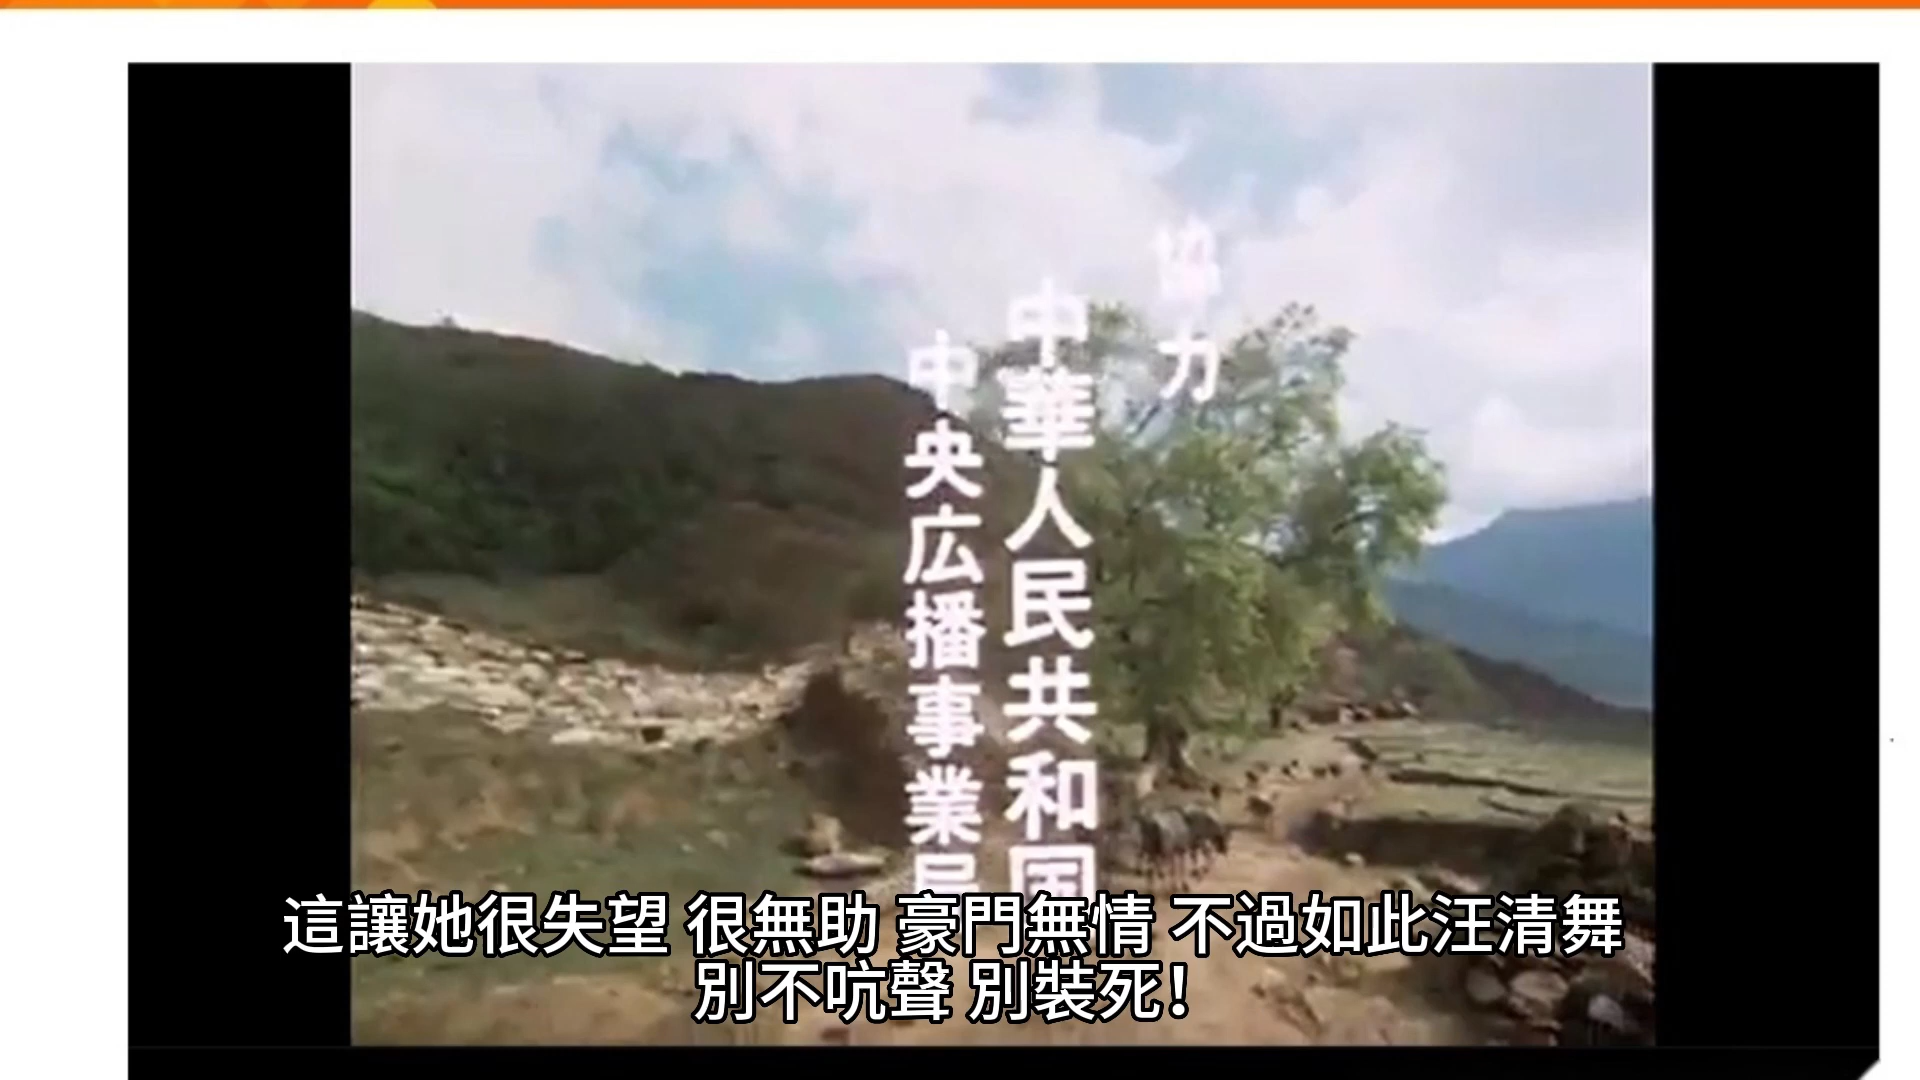 協力
中華人民共和国
中央広播事業局
這讓她很失望 很無助 豪門無情 不過如此汪清舞
別不吭聲 別裝死！